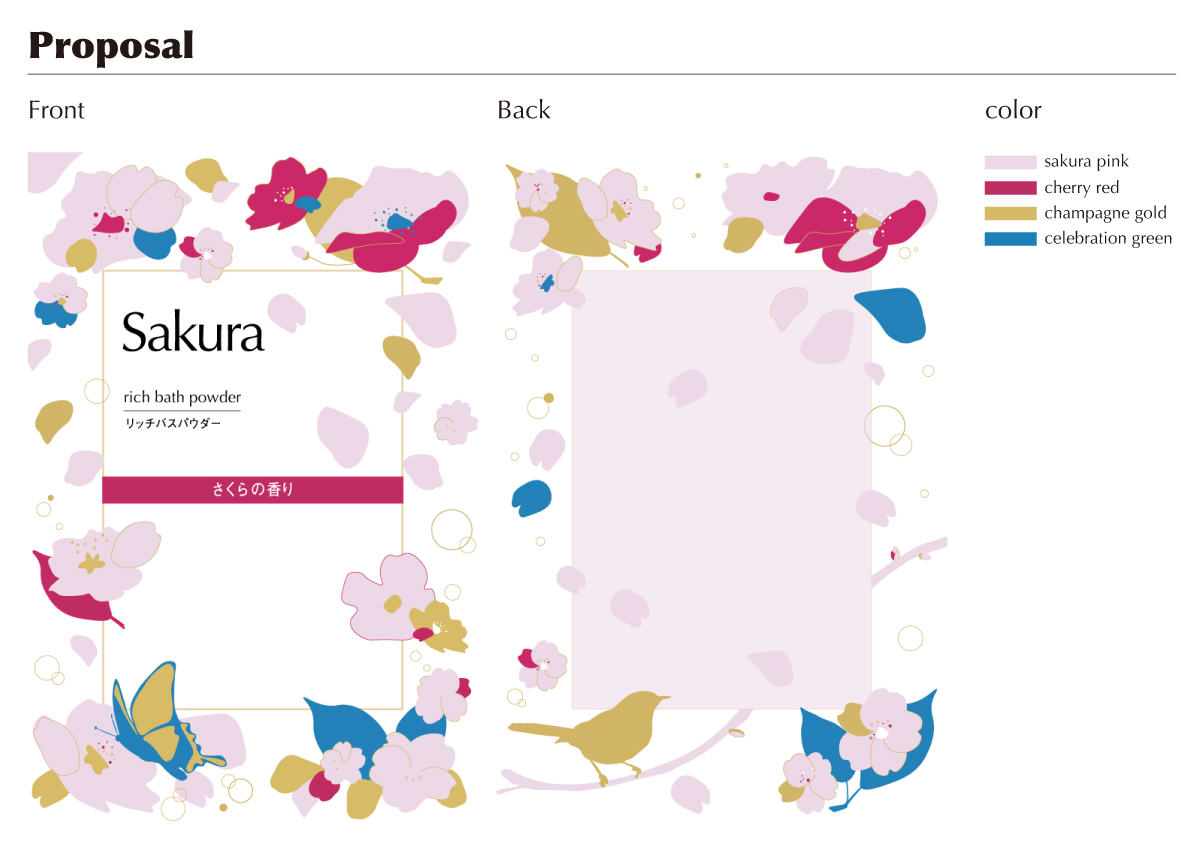 Proposal
Front
Back
color
sakura pink
cherry red
champagne gold
celebration green
Sakura
rich bath powder
リッチバスパウダー
さくらの香り